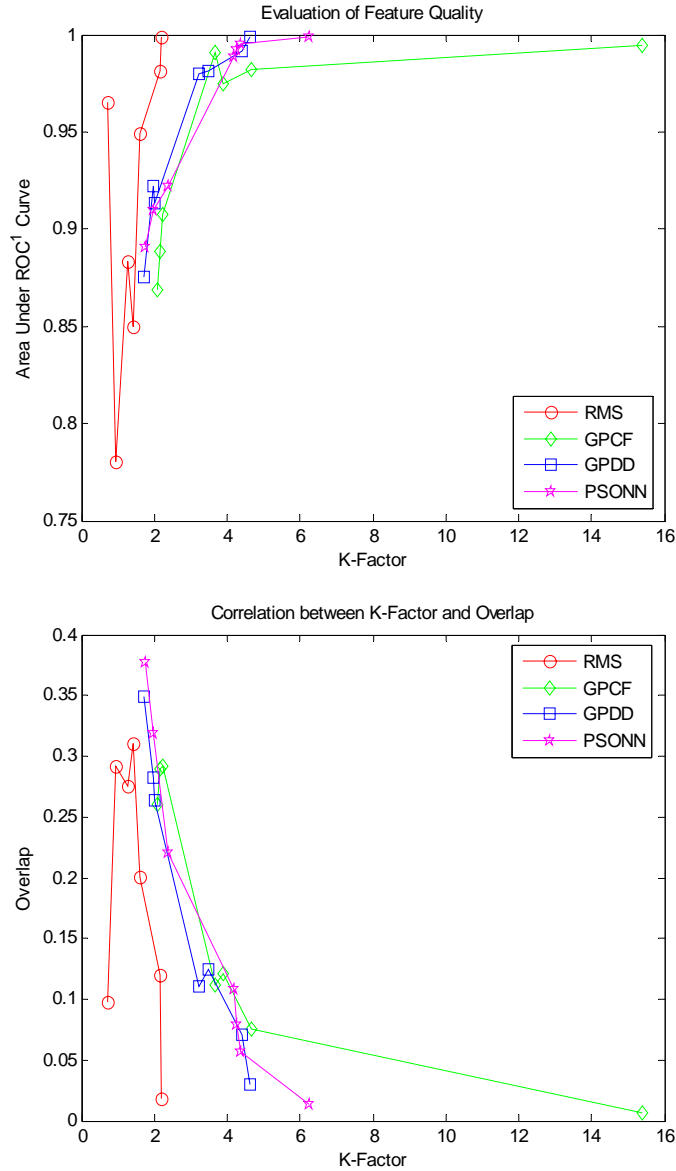 Evaluation of Feature Quality
1
0.95
0.9
0.85
0.8
0.75
Area Under ROC¹ Curve
RMS
GPCF
GPDD
PSONN
0 2 4 6 8 10 12 14 16
K-Factor
Correlation between K-Factor and Overlap
0.4
0.35
0.3
0.25
0.2
0.15
0.1
0.05
0
Overlap
RMS
GPCF
GPDD
PSONN
0 2 4 6 8 10 12 14 16
K-Factor